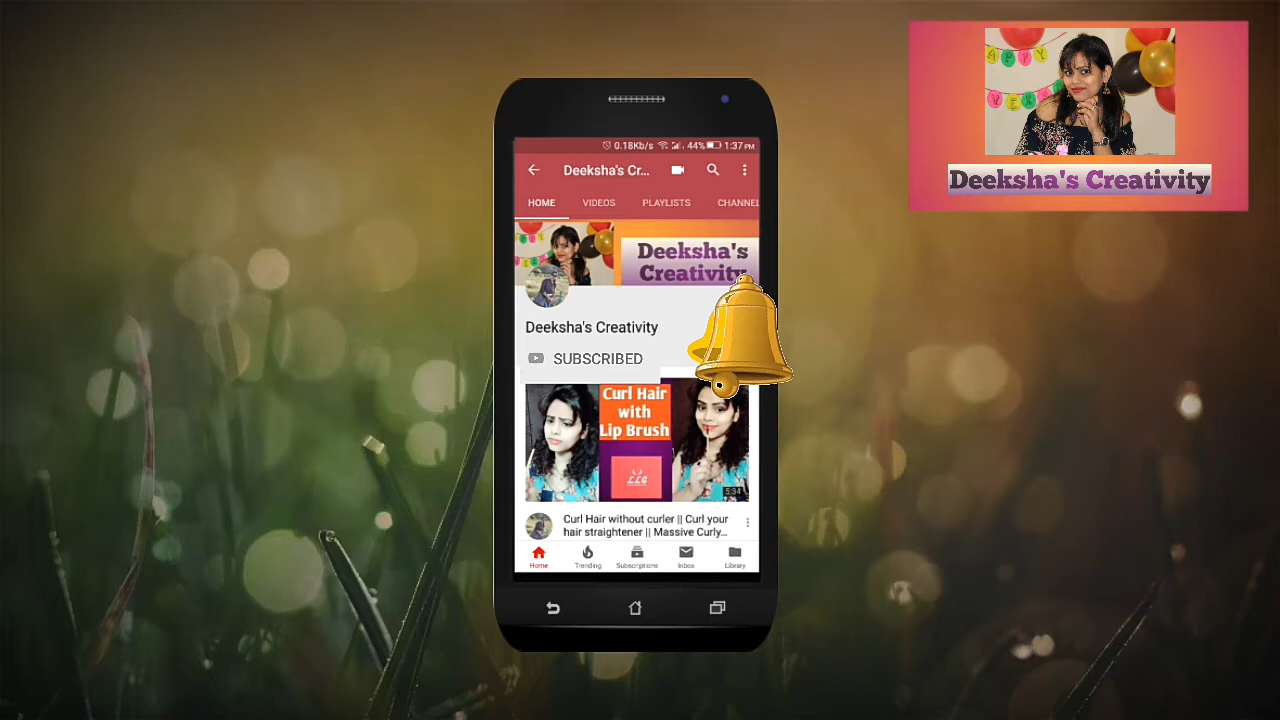 APPY
YEAR
Deeksha's Creativity
0.18Kb/s 44% 1:37 PM
Deeksha's Cr...
HOME VIDEOS PLAYLISTS CHANNEL
Deeksha's
Creativity
Deeksha's Creativity
SUBSCRIBED
Curl Hair
with
Lip Brush
5:34
Curl Hair without curler || Curl your
hair straightener || Massive Curly...
Home Trending Subscriptions Inbox Library